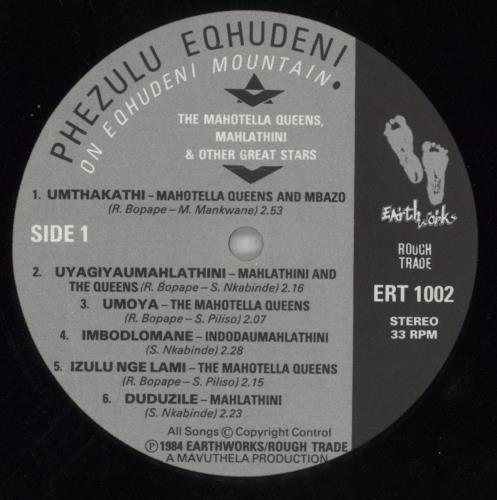 PHEZULU EQHUDENI.
ON EQHUDENI MOUNTAIN.
THE MAHOTELLA QUEENS,
MAHLATHINI
& OTHER GREAT STARS
1. UMTHAKATHI – MAHOTELLA QUEENS AND MBAZO
(R. Bopape – M. Mankwane) 2.53
SIDE 1
2. UYAGIYAUMAHLATHINI – MAHLATHINI AND
THE QUEENS (R. Bopape – S. Nkabinde) 2.16
3. UMOYA – THE MAHOTELLA QUEENS
(R. Bopape – S. Piliso) 2.07
4. IMBODLOMANE – INDODAUMAHLATHINI
(S. Nkabinde) 2.28
5. IZULU NGE LAMI – THE MAHOTELLA QUEENS
(R. Bopape – S. Piliso) 2.15
6. DUDUZILE – MAHLATHINI
(S. Nkabinde) 2.23
All Songs © Copyright Control
℗ 1984 EARTHWORKS/ROUGH TRADE
A MAVUTHELA PRODUCTION
EarthWorks
ROUGH
TRADE
ERT 1002
STEREO
33 RPM